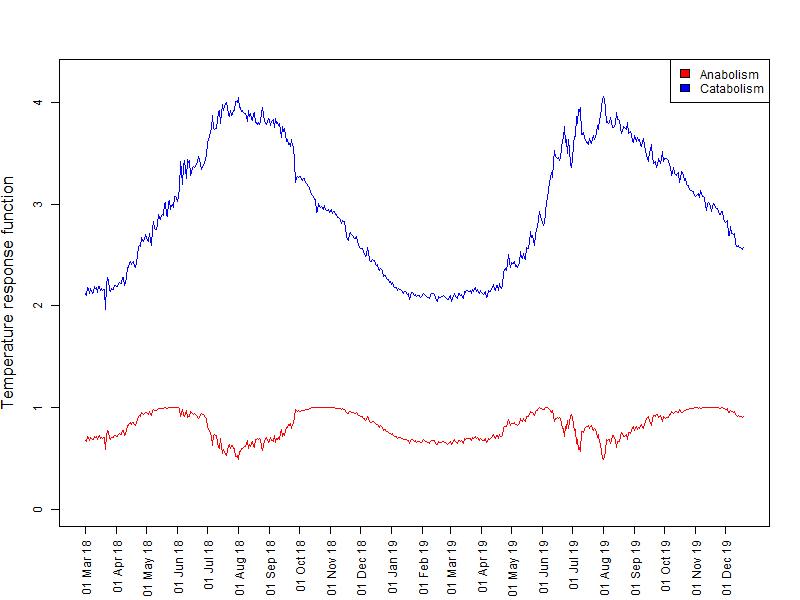 Anabolism
Catabolism
Temperature response function
4
3
2
1
0
01 Mar 18
01 Apr 18
01 May 18
01 Jun 18
01 Jul 18
01 Aug 18
01 Sep 18
01 Oct 18
01 Nov 18
01 Dec 18
01 Jan 19
01 Feb 19
01 Mar 19
01 Apr 19
01 May 19
01 Jun 19
01 Jul 19
01 Aug 19
01 Sep 19
01 Oct 19
01 Nov 19
01 Dec 19